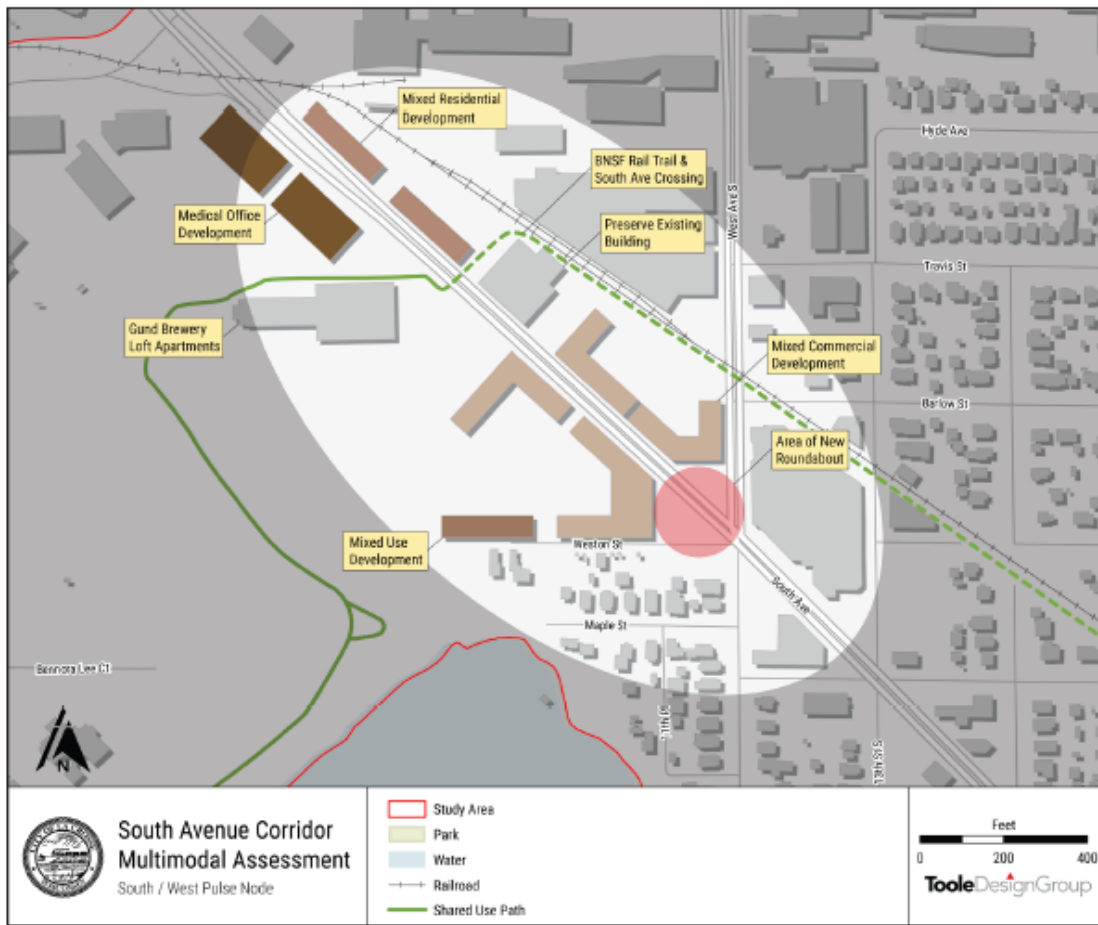 Mixed Residential
Development
Hyde Ave
BNSF Rail Trail &
South Ave Crossing
West Ave S
Medical Office
Development
Preserve Existing
Building
Travis St
Gund Brewery
Loft Apartments
Mixed Commercial
Development
Barlow St
Area of New
Roundabout
Mixed Use
Development
Weston St
South Ave
Maple St
Bennora Lee Ct
N
South Avenue Corridor
Multimodal Assessment
South / West Pulse Node
Study Area
Park
Water
Railroad
Shared Use Path
Feet
0 200 400
TooleDesignGroup